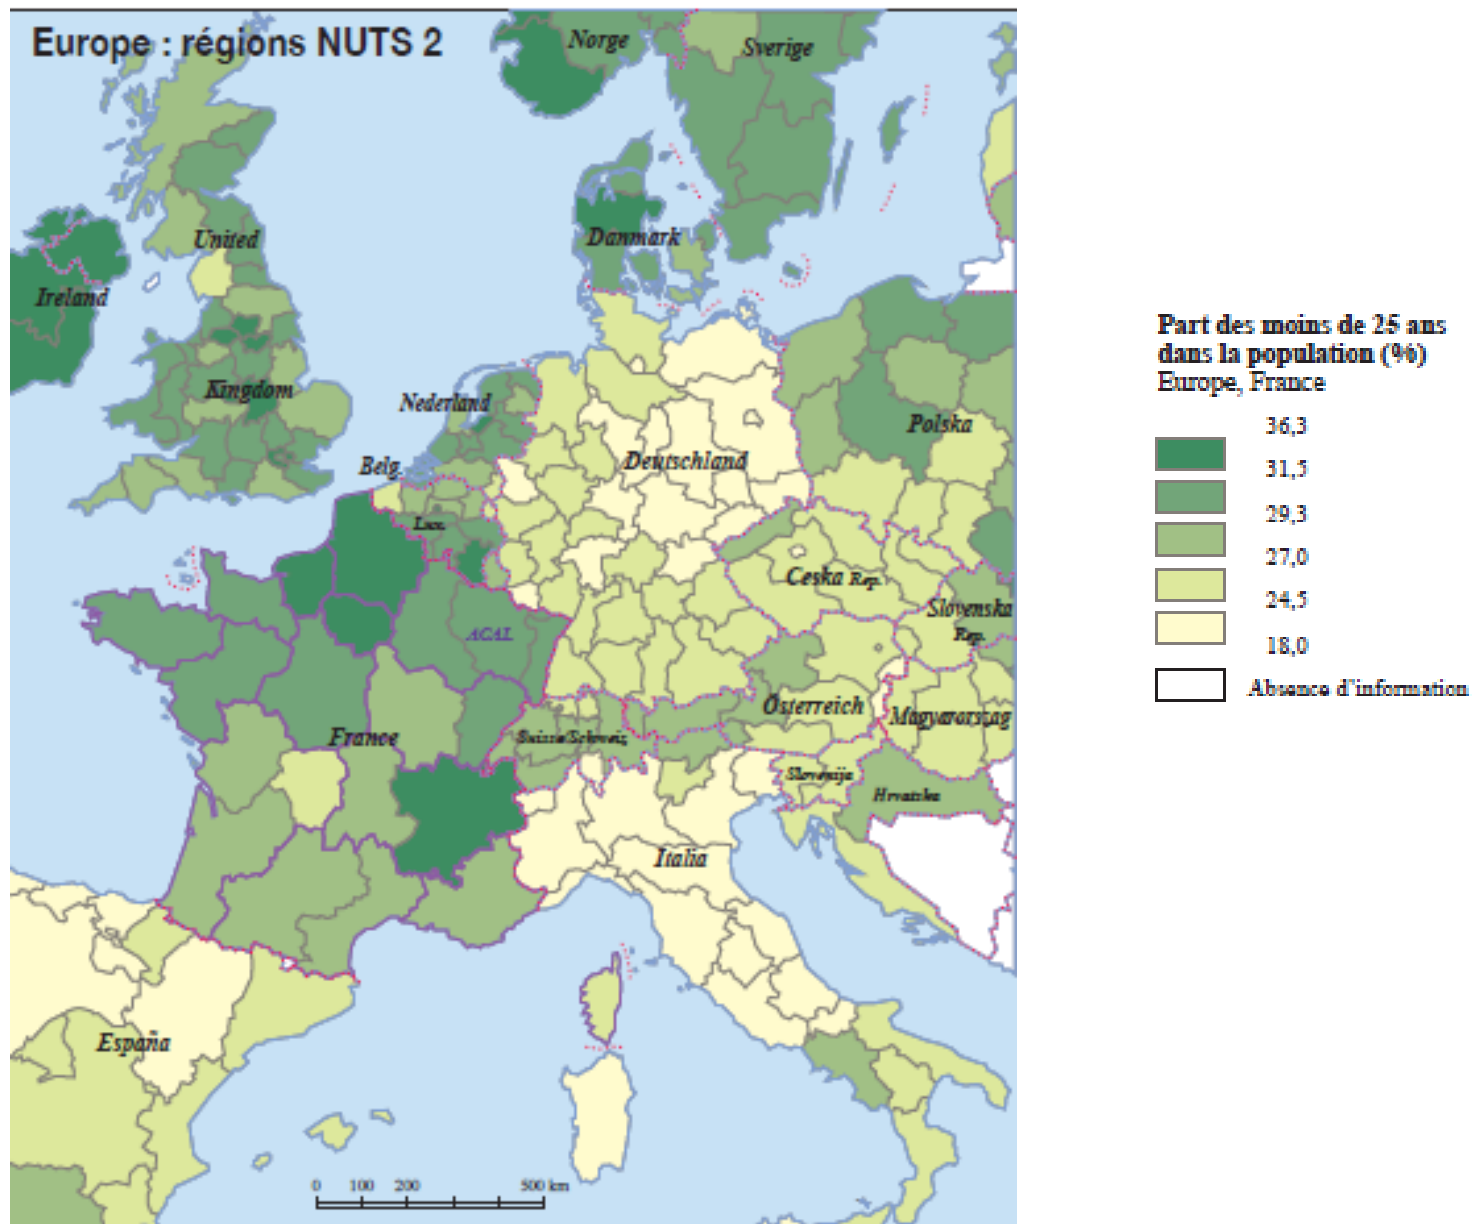 Europe : régions NUTS 2
Norge
Sverige
United
Danmark
Ireland
Kingdom
Nederland
Polska
Belg.
Deutschland
Lux.
Ceska Rep.
Slovenska
Rep.
ACAL
Österreich
Magyarorszag
France
Suisse/Schweiz
Slovenija
Hrvatska
Italia
España
0 100 200 500 km
Part des moins de 25 ans
dans la population (%)
Europe, France
36,3
31,5
29,3
27,0
24,5
18,0
Absence d'information